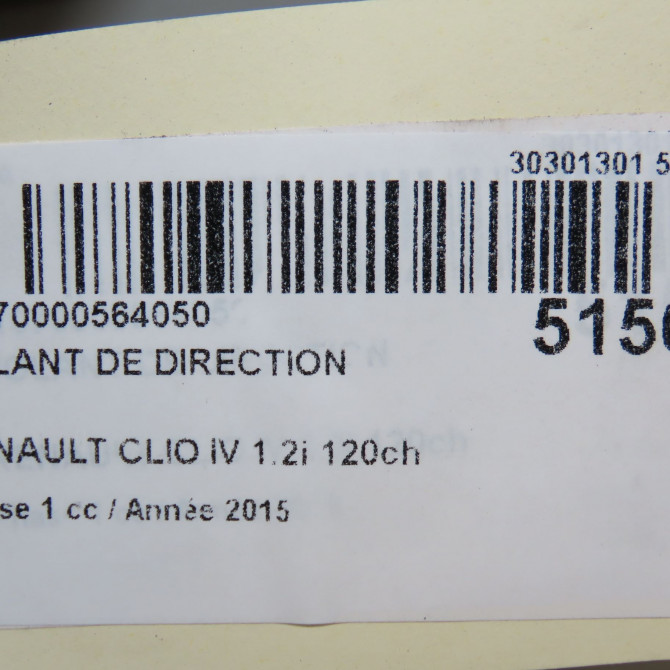 30301301 5
70000564050
5150
LANT DE DIRECTION
NAULT CLIO IV 1.2i 120ch
se 1 cc / Année 2015